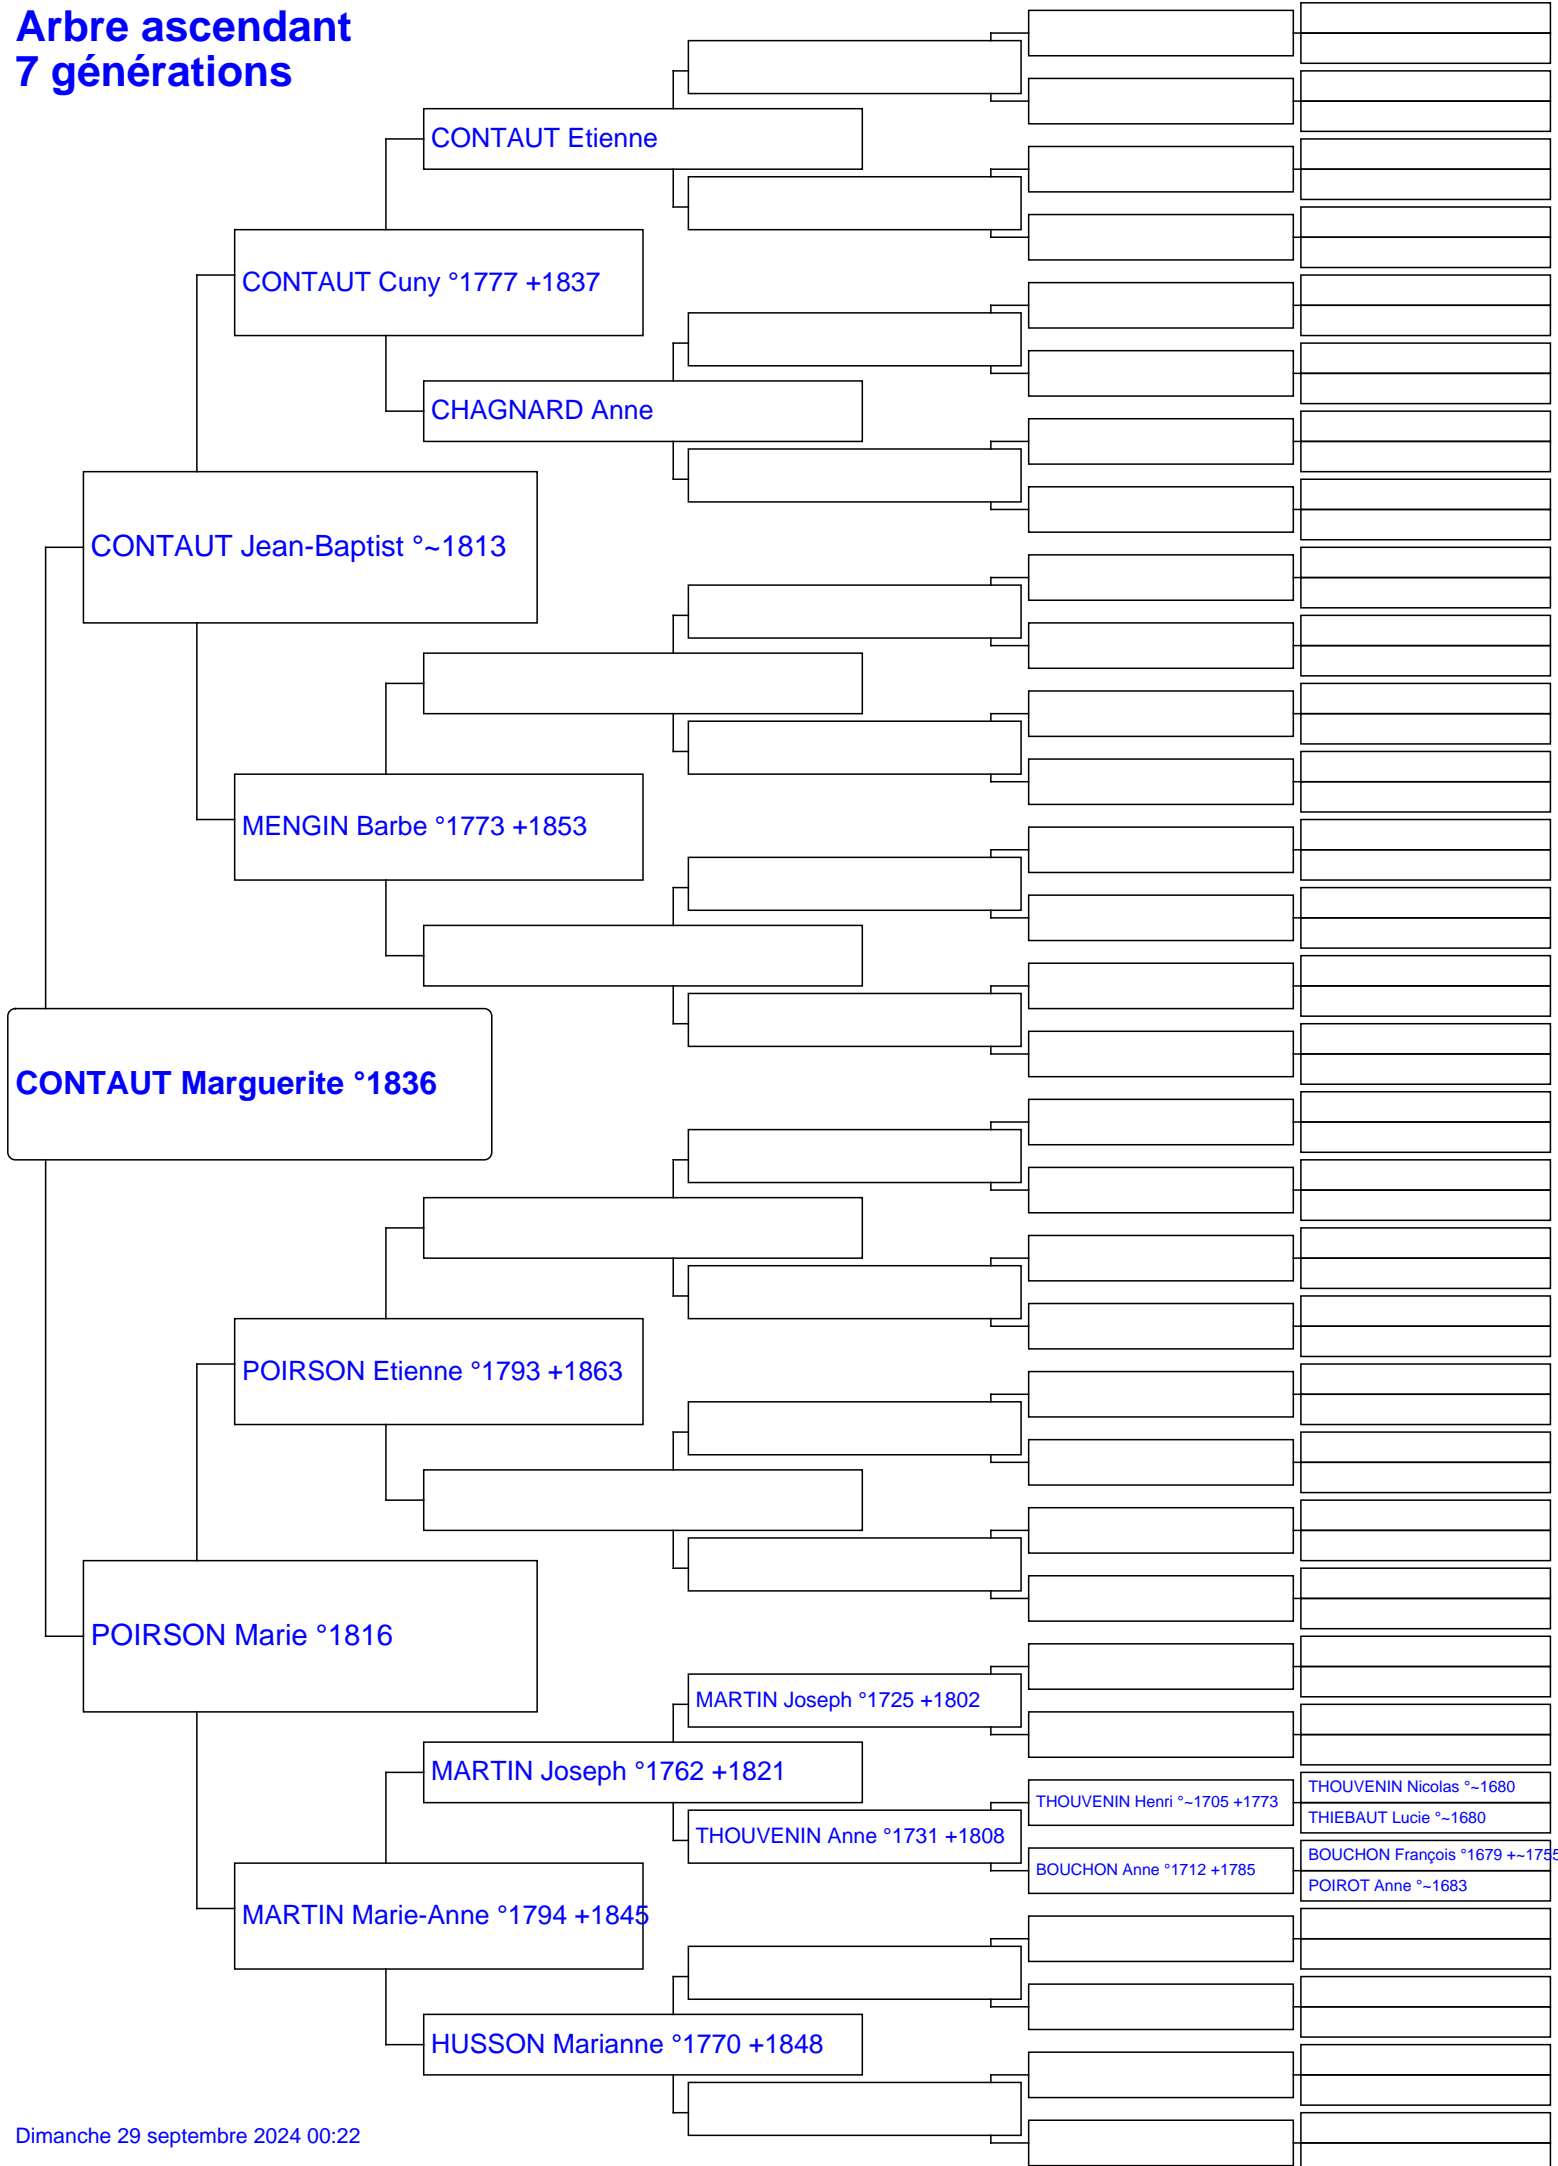 Arbre ascendant
7 générations
CONTAUT Etienne
CONTAUT Cuny °1777 +1837
CHAGNARD Anne
CONTAUT Jean-Baptist °~1813
MENGIN Barbe °1773 +1853
CONTAUT Marguerite °1836
POIRSON Etienne °1793 +1863
POIRSON Marie °1816
MARTIN Joseph °1725 +1802
MARTIN Joseph °1762 +1821
THOUVENIN Nicolas °~1680
THOUVENIN Henri °~1705 +1773
THIEBAUT Lucie °~1680
THOUVENIN Anne °1731 +1808
BOUCHON François °1679 +~1755
BOUCHON Anne °1712 +1785
POIROT Anne °~1683
MARTIN Marie-Anne °1794 +1845
HUSSON Marianne °1770 +1848
Dimanche 29 septembre 2024 00:22